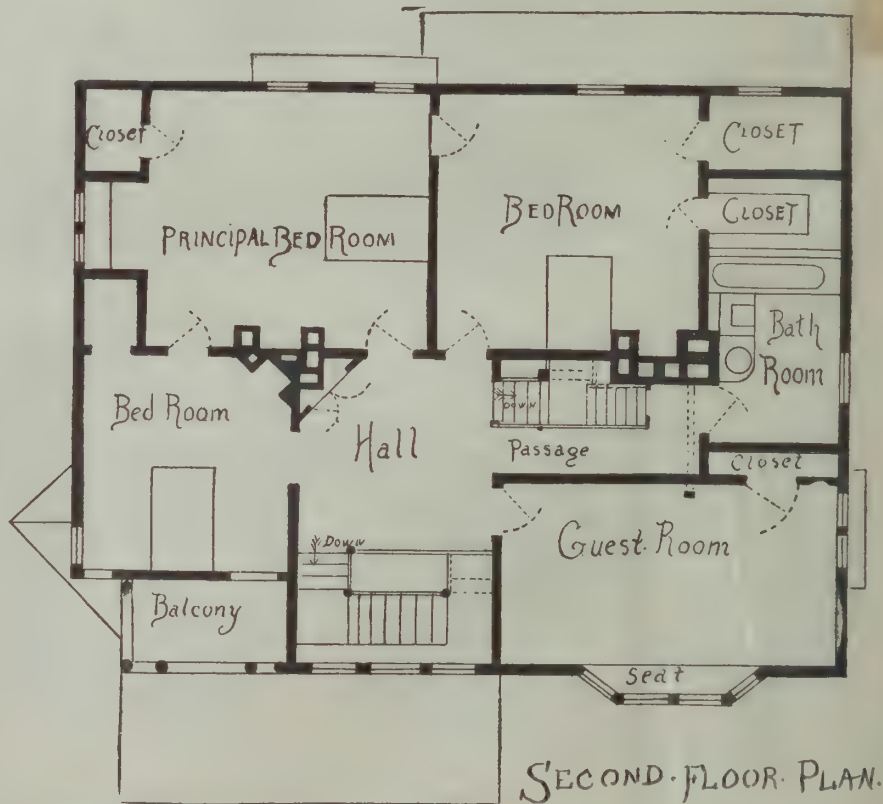 Closet
CLOSET
PRINCIPAL BED ROOM
BED ROOM
CLOSET
Bath
Room
Bed Room
Hall
Down
Passage
Closet
Down
Guest. Room
Balcony
Seat
SECOND. FLOOR. PLAN.